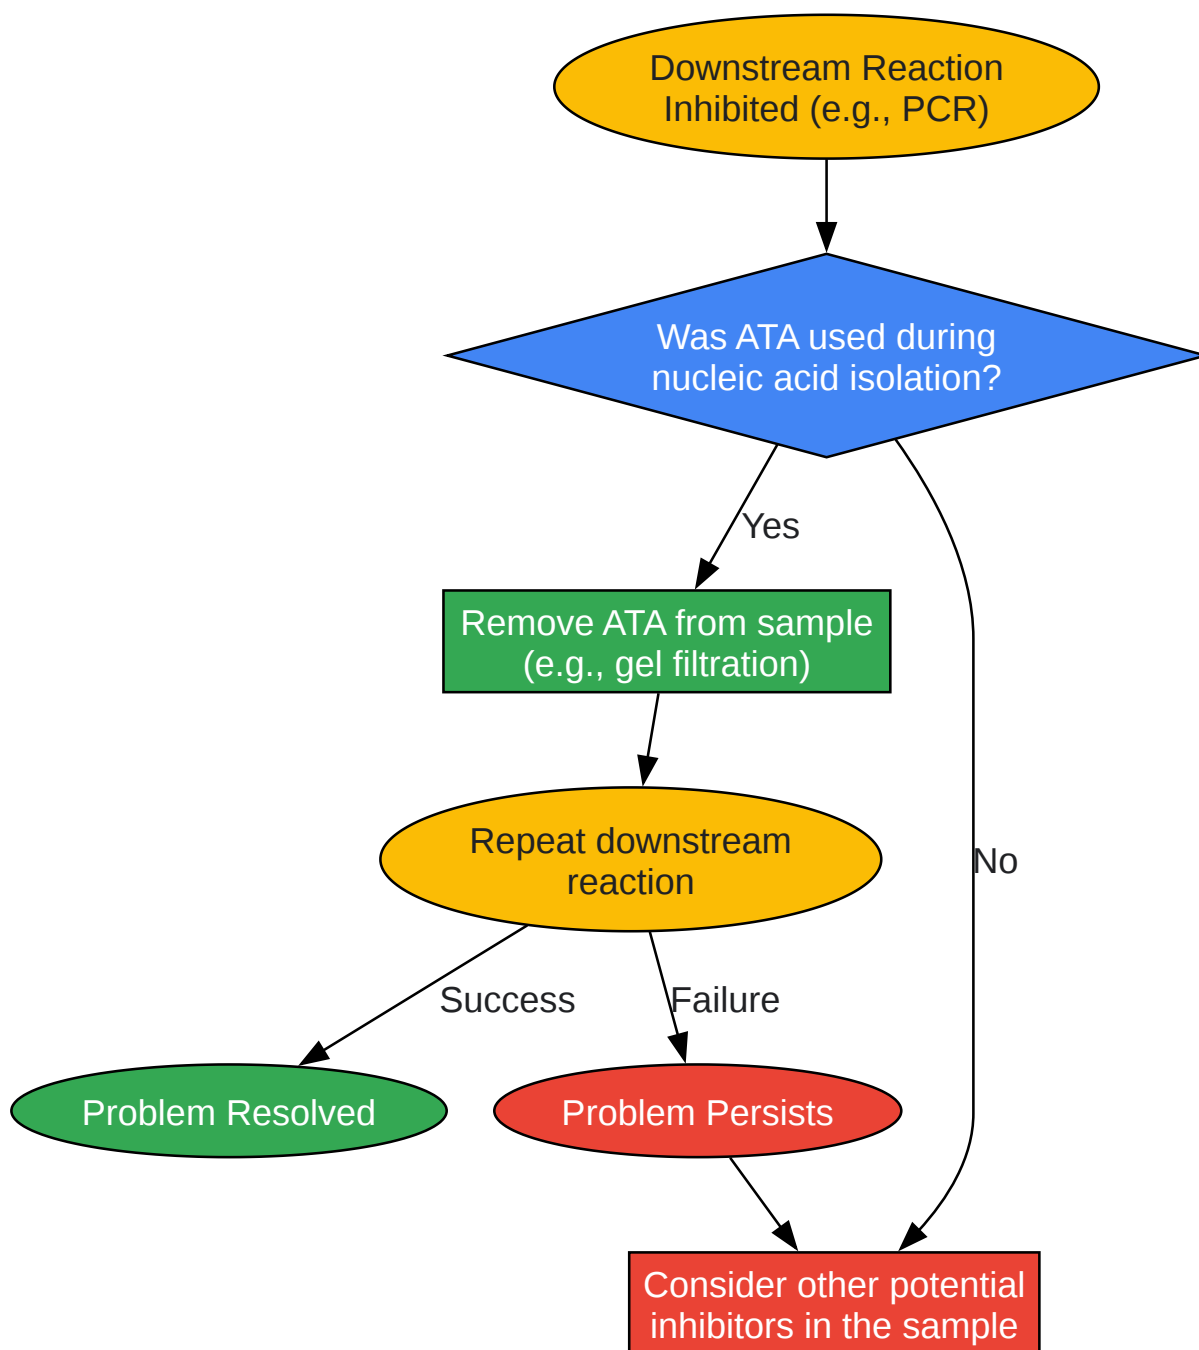 Downstream Reaction
Inhibited (e.g., PCR)
Was ATA used during
nucleic acid isolation?
Yes
Remove ATA from sample
(e.g., gel filtration)
Repeat downstream
reaction
No
Success
Failure
Problem Resolved
Problem Persists
Consider other potential
inhibitors in the sample